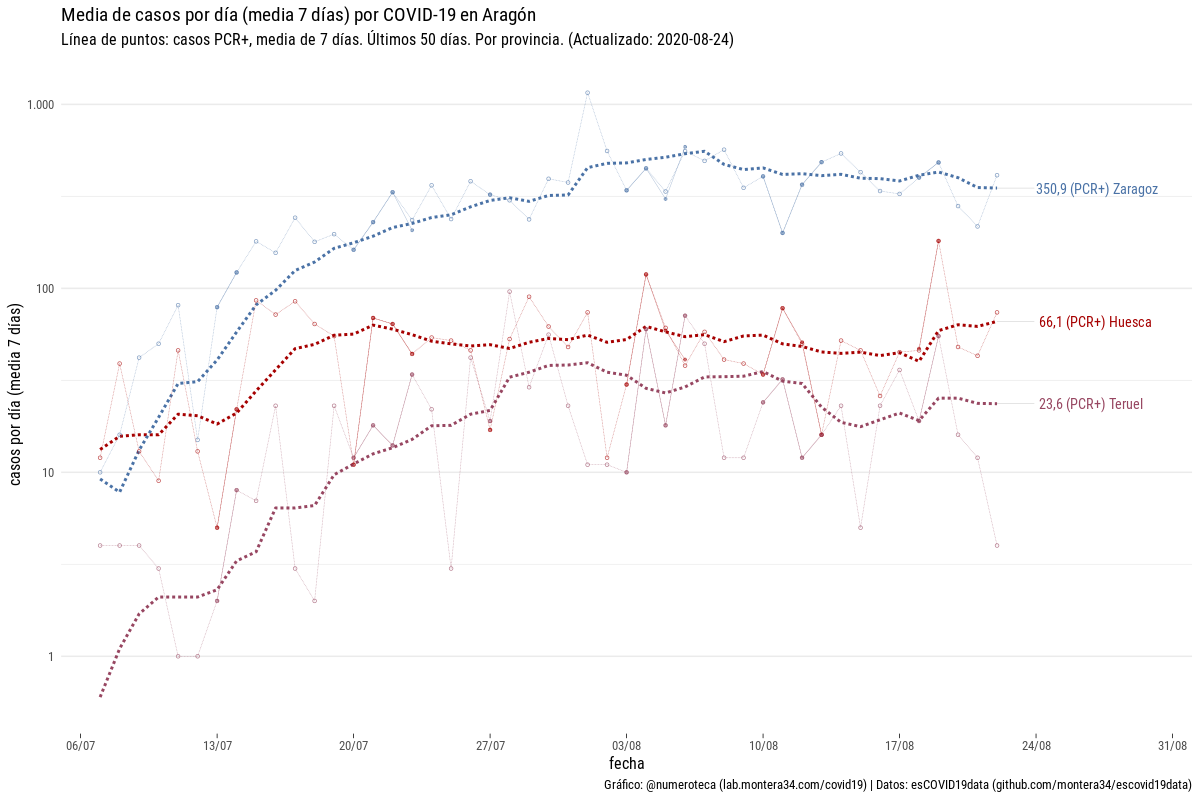 Media de casos por día (media 7 días) por COVID-19 en Aragón
Línea de puntos: casos PCR+, media de 7 días. Últimos 50 días. Por provincia. (Actualizado: 2020-08-24)
casos por día (media 7 días)
1.000
100
10
1
350,9 (PCR+) Zaragoz
66,1 (PCR+) Huesca
23,6 (PCR+) Teruel
06/07 13/07 20/07 27/07 03/08 10/08 17/08 24/08 31/08
fecha
Gráfico: @numeroteca (lab.montera34.com/covid19) | Datos: esCOVID19data (github.com/montera34/escovid19data)